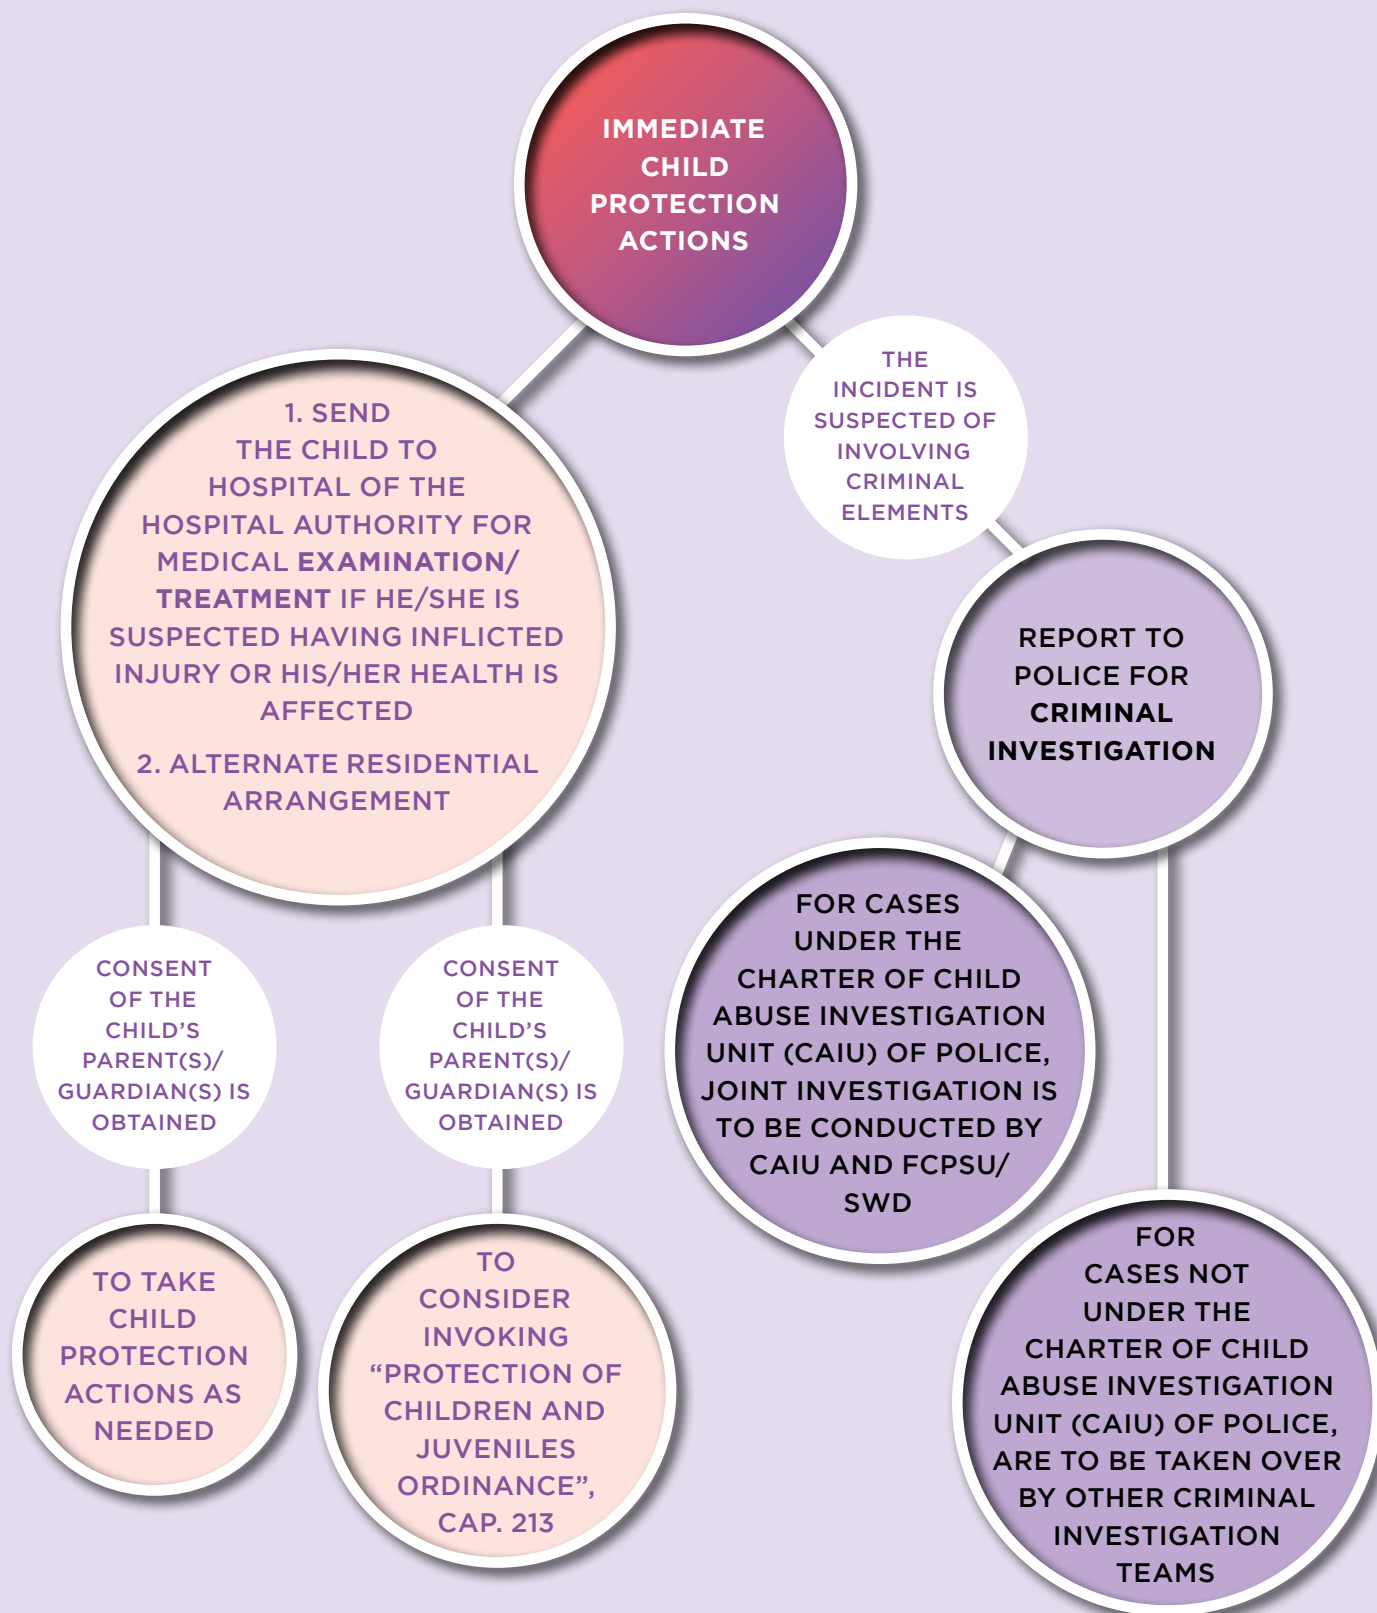 IMMEDIATE
CHILD
PROTECTION
ACTIONS
1. SEND
THE CHILD TO
HOSPITAL OF THE
HOSPITAL AUTHORITY FOR
MEDICAL EXAMINATION/
TREATMENT IF HE/SHE IS
SUSPECTED HAVING INFLICTED
INJURY OR HIS/HER HEALTH IS
AFFECTED
2. ALTERNATE RESIDENTIAL
ARRANGEMENT
CONSENT
OF THE
CHILD’S
PARENT(S)/
GUARDIAN(S) IS
OBTAINED
TO TAKE
CHILD
PROTECTION
ACTIONS AS
NEEDED
CONSENT
OF THE
CHILD’S
PARENT(S)/
GUARDIAN(S) IS
OBTAINED
TO
CONSIDER
INVOKING
“PROTECTION OF
CHILDREN AND
JUVENILES
ORDINANCE”,
CAP. 213
THE
INCIDENT IS
SUSPECTED OF
INVOLVING
CRIMINAL
ELEMENTS
REPORT TO
POLICE FOR
CRIMINAL
INVESTIGATION
FOR CASES
UNDER THE
CHARTER OF CHILD
ABUSE INVESTIGATION
UNIT (CAIU) OF POLICE,
JOINT INVESTIGATION IS
TO BE CONDUCTED BY
CAIU AND FCPSU/
SWD
FOR
CASES NOT
UNDER THE
CHARTER OF CHILD
ABUSE INVESTIGATION
UNIT (CAIU) OF POLICE,
ARE TO BE TAKEN OVER
BY OTHER CRIMINAL
INVESTIGATION
TEAMS